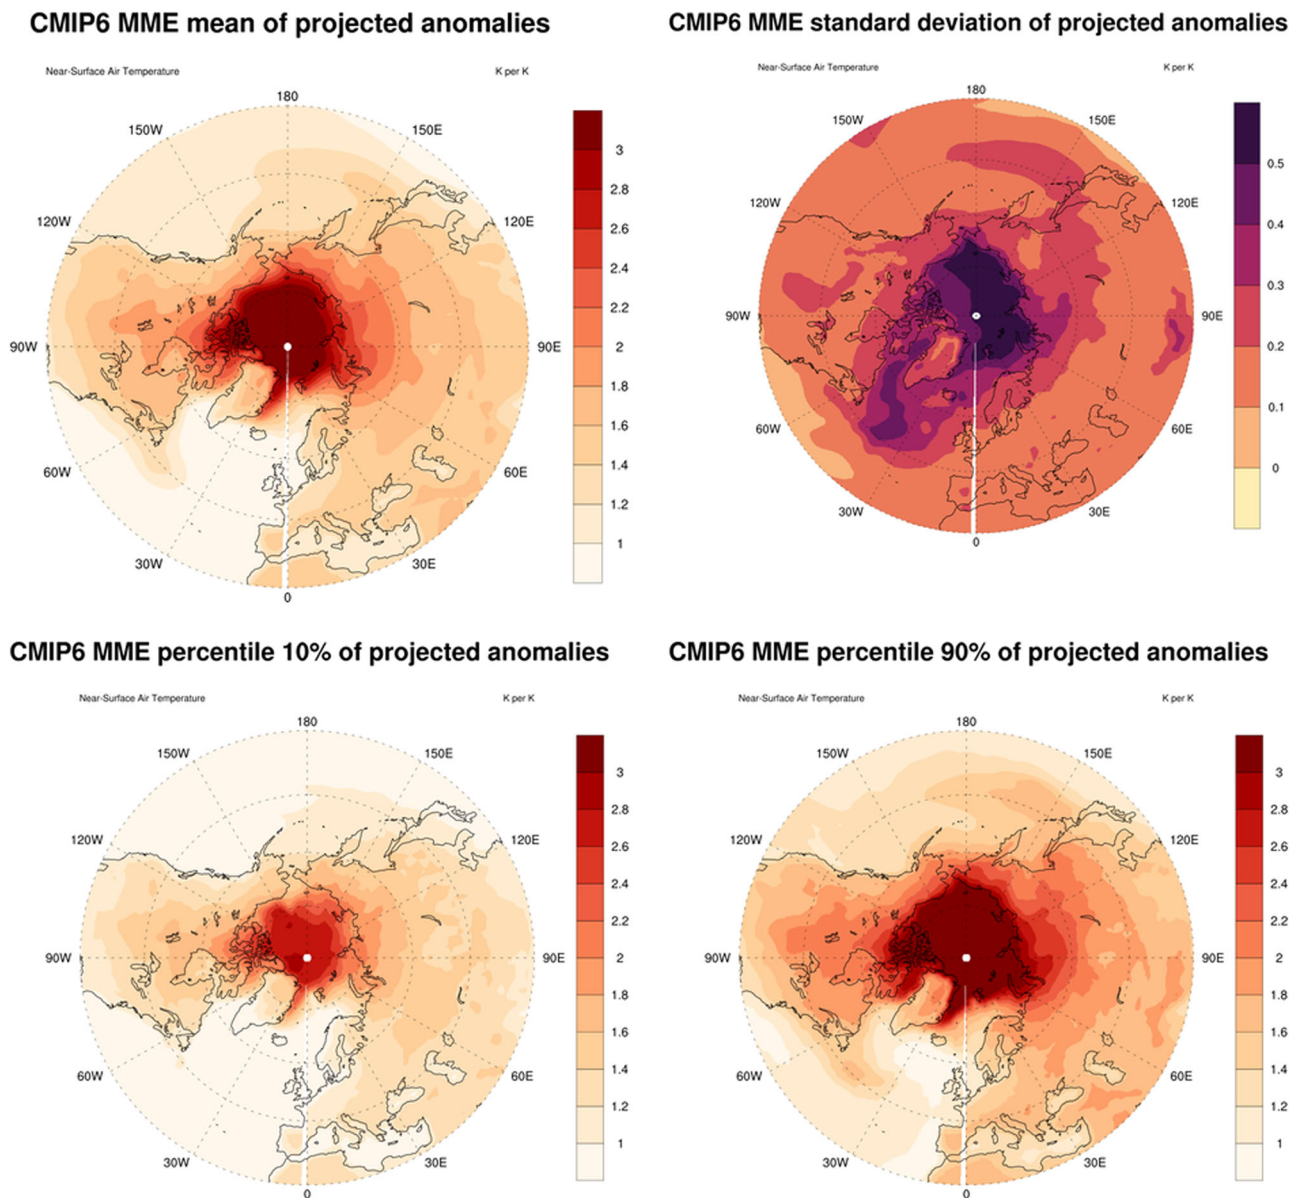 CMIP6 MME mean of projected anomalies
Near-Surface Air Temperature K per K
180
150W 150E
120W 120E
90W 90E
60W 60E
30W 30E
0
3
2.8
2.6
2.4
2.2
2
1.8
1.6
1.4
1.2
1
CMIP6 MME standard deviation of projected anomalies
Near-Surface Air Temperature K per K
180
150W 150E
120W 120E
90W 90E
60W 60E
30W 30E
0
0.5
0.4
0.3
0.2
0.1
0
CMIP6 MME percentile 10% of projected anomalies
Near-Surface Air Temperature K per K
180
150W 150E
120W 120E
90W 90E
60W 60E
30W 30E
0
3
2.8
2.6
2.4
2.2
2
1.8
1.6
1.4
1.2
1
CMIP6 MME percentile 90% of projected anomalies
Near-Surface Air Temperature K per K
180
150W 150E
120W 120E
90W 90E
60W 60E
30W 30E
0
3
2.8
2.6
2.4
2.2
2
1.8
1.6
1.4
1.2
1